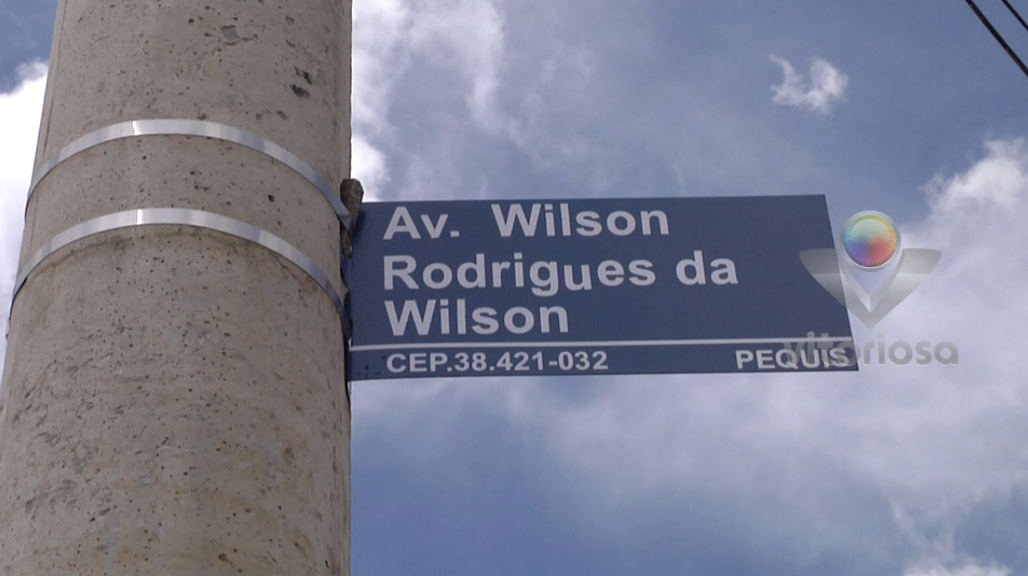 Av. Wilson
Rodrigues da
Wilson
CEP.38.421-032 PEQUIS
vitoriosa